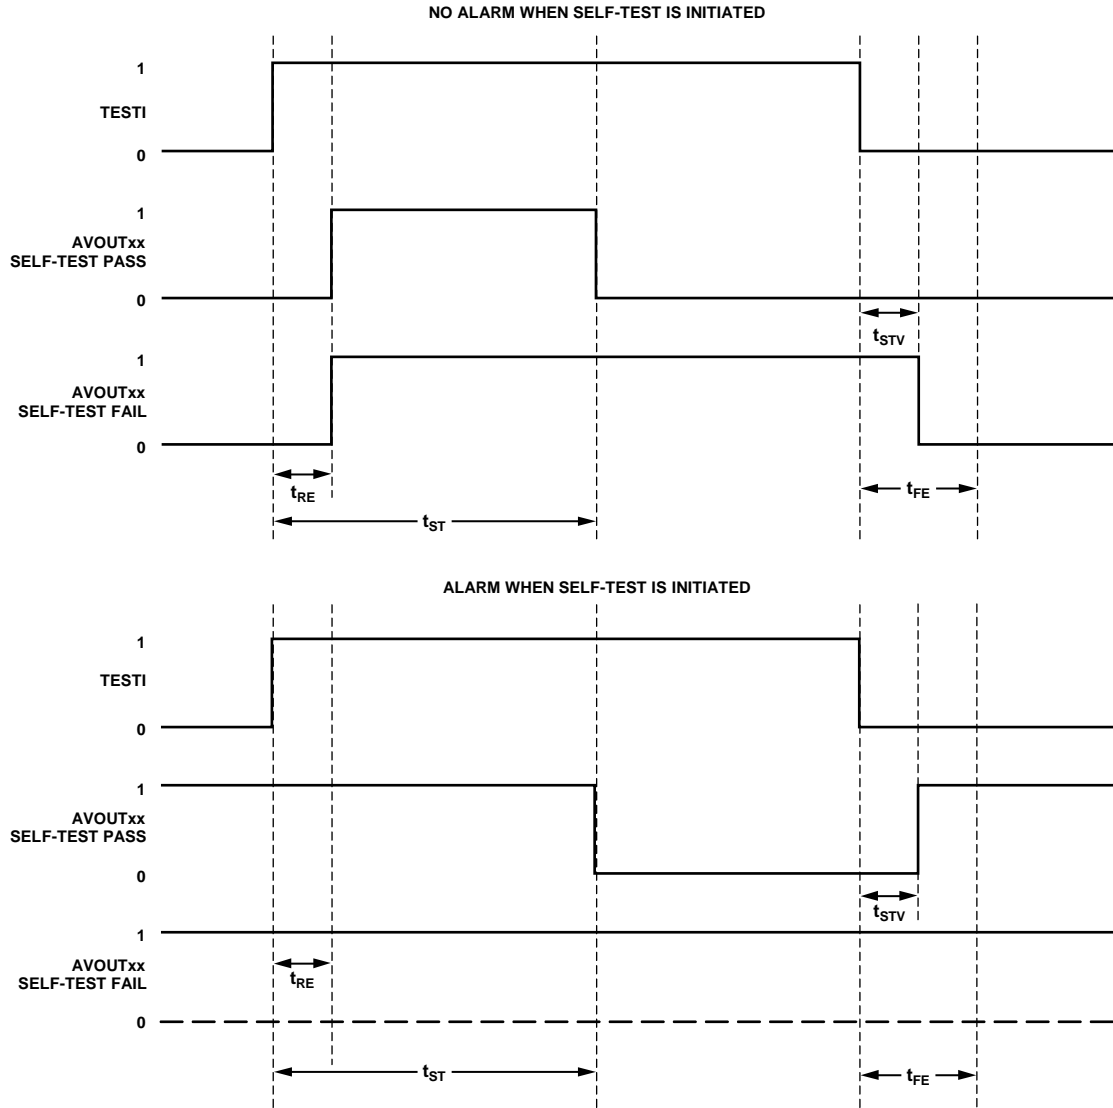 NO ALARM WHEN SELF-TEST IS INITIATED
1
TESTI
0
1
AVOUTxx
SELF-TEST PASS
0
tSTV
1
AVOUTxx
SELF-TEST FAIL
0
tRE
tFE
tST
ALARM WHEN SELF-TEST IS INITIATED
1
TESTI
0
1
AVOUTxx
SELF-TEST PASS
0
tSTV
1
AVOUTxx
SELF-TEST FAIL
tRE
0
tST
tFE